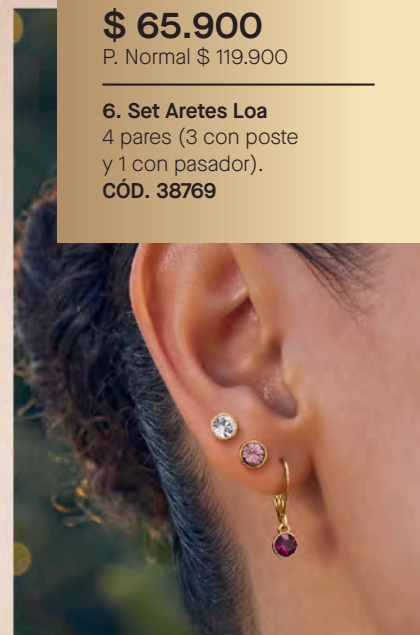 $ 65.900
P. Normal $ 119.900
6. Set Aretes Loa
4 pares (3 con poste
y 1 con pasador).
CÓD. 38769